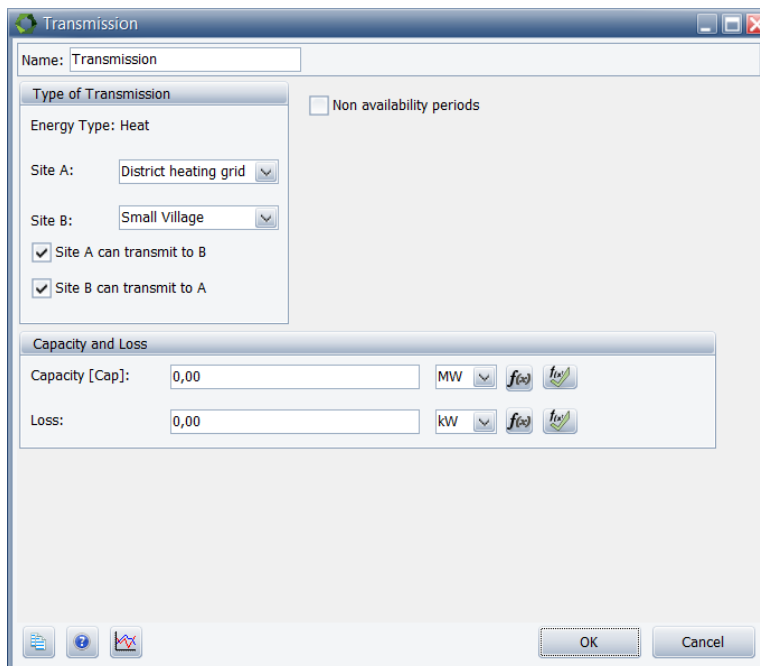 Transmission
Name: Transmission
Type of Transmission
Energy Type: Heat
Non availability periods
Site A: District heating grid
Site B: Small Village
Site A can transmit to B
Site B can transmit to A
Capacity and Loss
Capacity [Cap]: 0,00 MW f(x) f(x)
Loss: 0,00 kW f(x) f(x)
OK Cancel